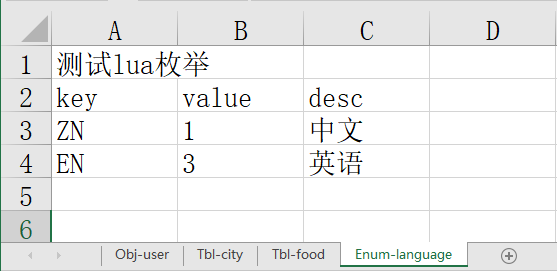 A B C D
1 测试lua枚举
2 key value desc
3 ZN 1 中文
4 EN 3 英语
5
6
Obj-user Tbl-city Tbl-food Enum-language